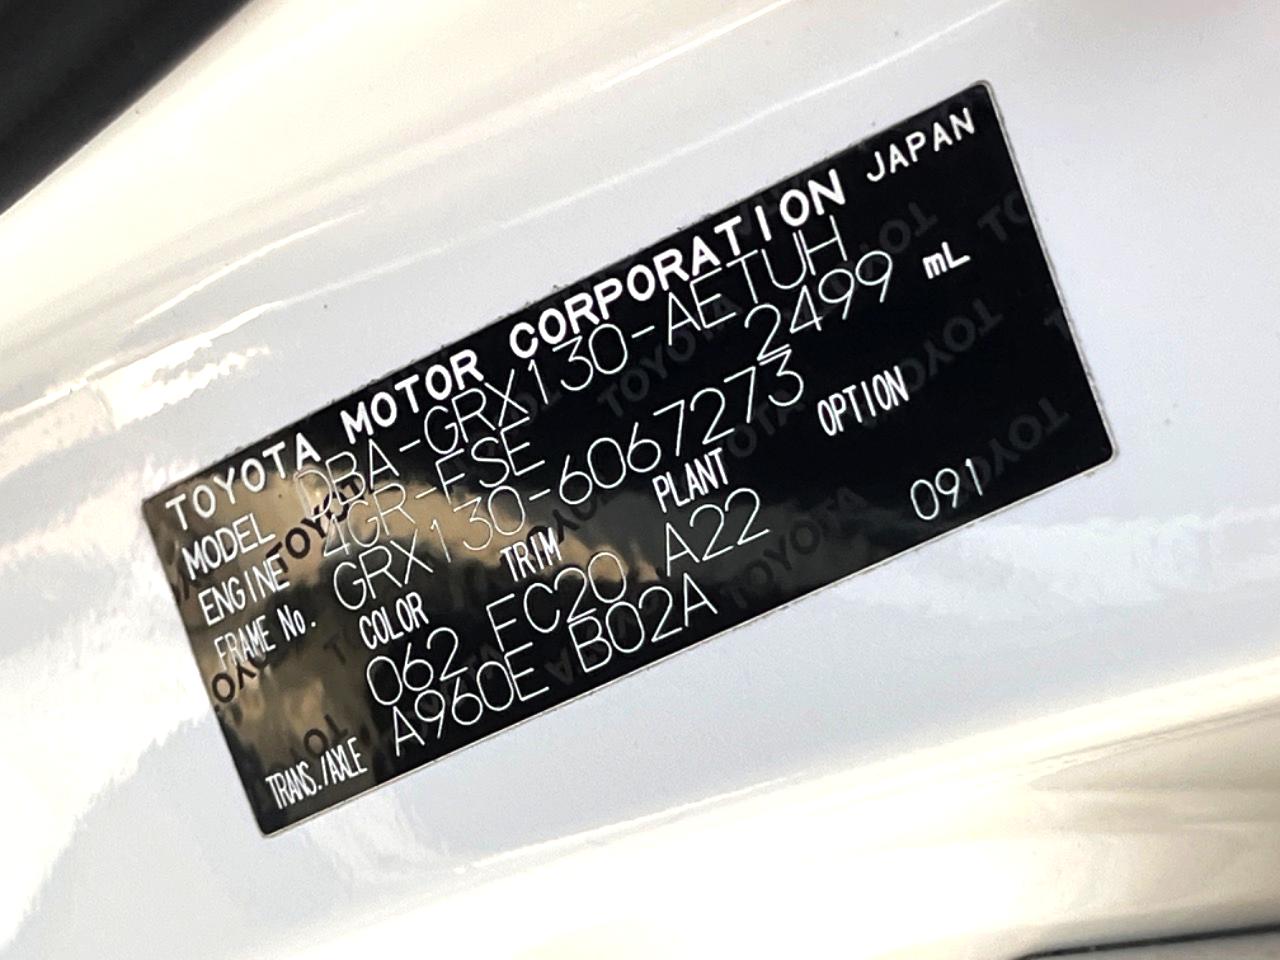 TOYOTA MOTOR CORPORATION JAPAN
MODEL DBA-GRX130-AETUH
ENGINE 4GR-FSE 2499 mL
FRAME No. GRX130-6067273
COLOR TRIM PLANT OPTION
062 FC20 A22 091
TRANS./AXLE A960E B02A